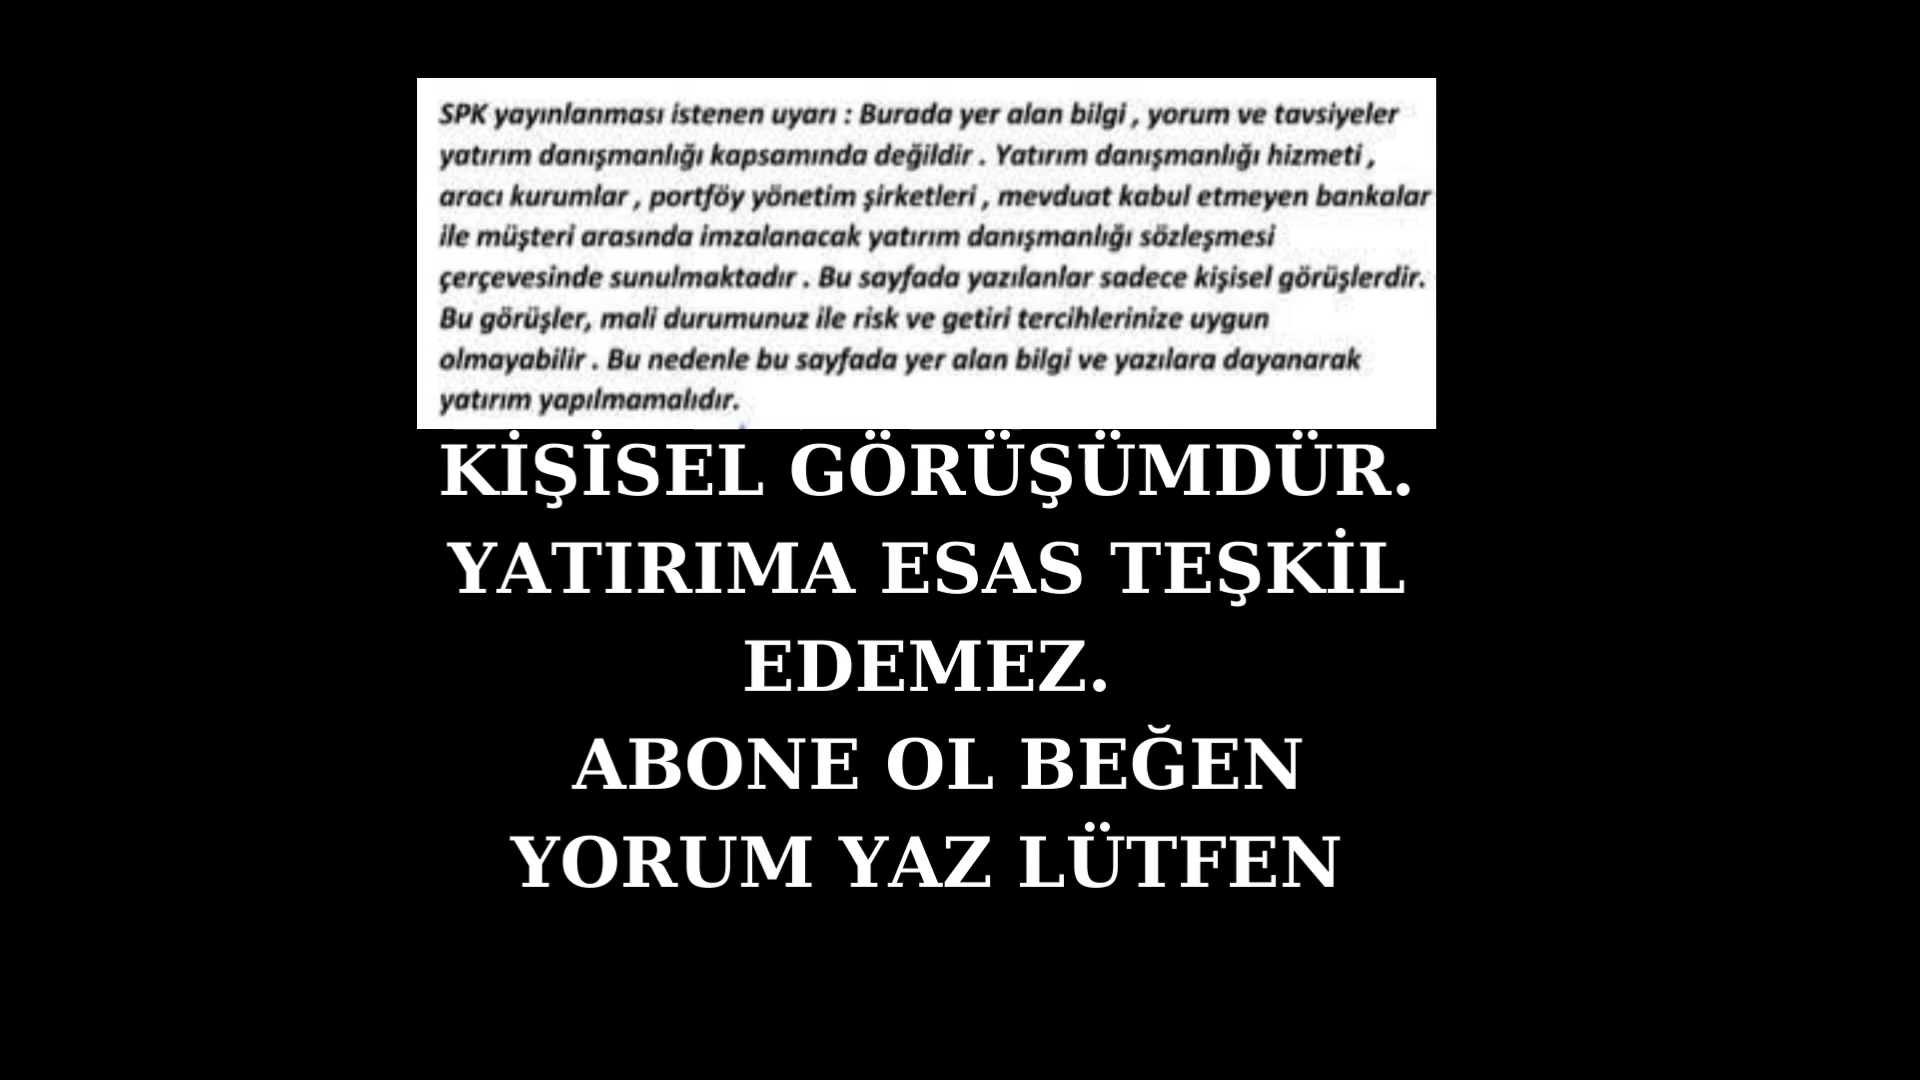 SPK yayınlanması istenen uyarı : Burada yer alan bilgi , yorum ve tavsiyeler
yatırım danışmanlığı kapsamında değildir . Yatırım danışmanlığı hizmeti ,
aracı kurumlar , portföy yönetim şirketleri , mevduat kabul etmeyen bankalar
ile müşteri arasında imzalanacak yatırım danışmanlığı sözleşmesi
çerçevesinde sunulmaktadır . Bu sayfada yazılanlar sadece kişisel görüşlerdir.
Bu görüşler, mali durumunuz ile risk ve getiri tercihlerinize uygun
olmayabilir . Bu nedenle bu sayfada yer alan bilgi ve yazılara dayanarak
yatırım yapılmamalıdır.
KİŞİSEL GÖRÜŞÜMDÜR.
YATIRIMA ESAS TEŞKİL
EDEMEZ.
ABONE OL BEĞEN
YORUM YAZ LÜTFEN